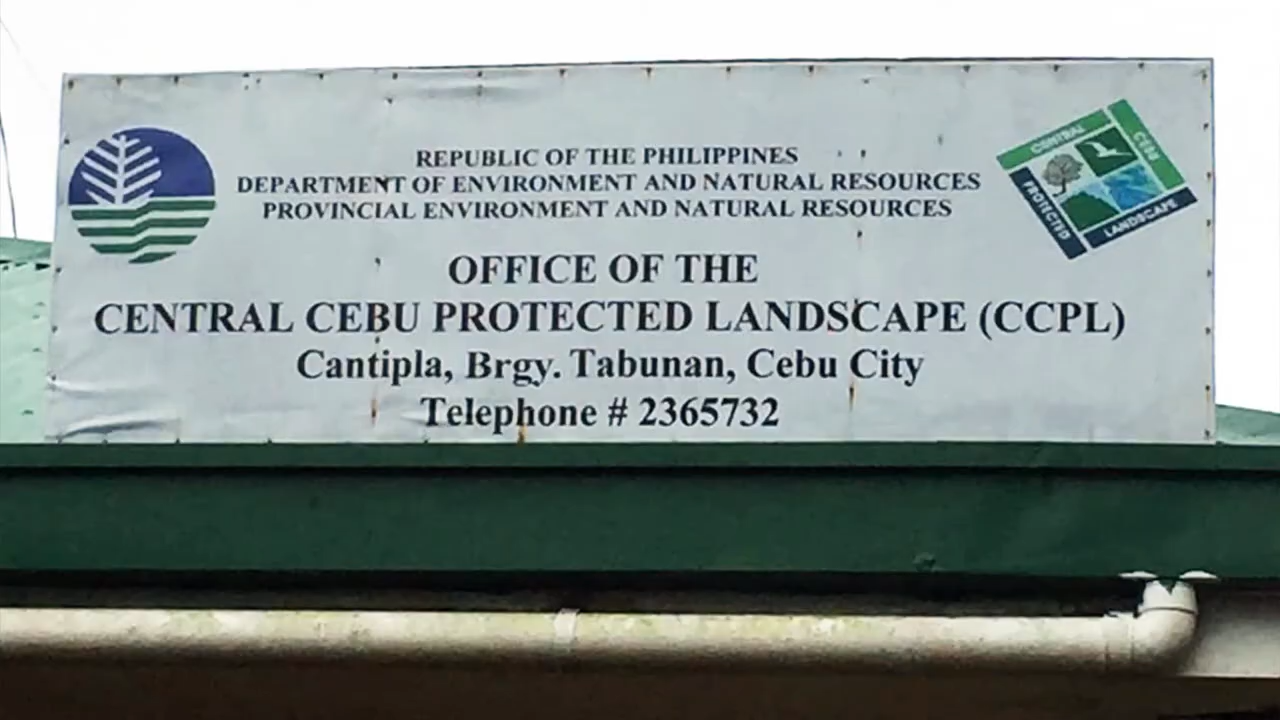 REPUBLIC OF THE PHILIPPINES
DEPARTMENT OF ENVIRONMENT AND NATURAL RESOURCES
PROVINCIAL ENVIRONMENT AND NATURAL RESOURCES
OFFICE OF THE
CENTRAL CEBU PROTECTED LANDSCAPE (CCPL)
Cantipla, Brgy. Tabunan, Cebu City
Telephone # 2365732
CENTRAL
CEBU
PROTECTED
LANDSCAPE